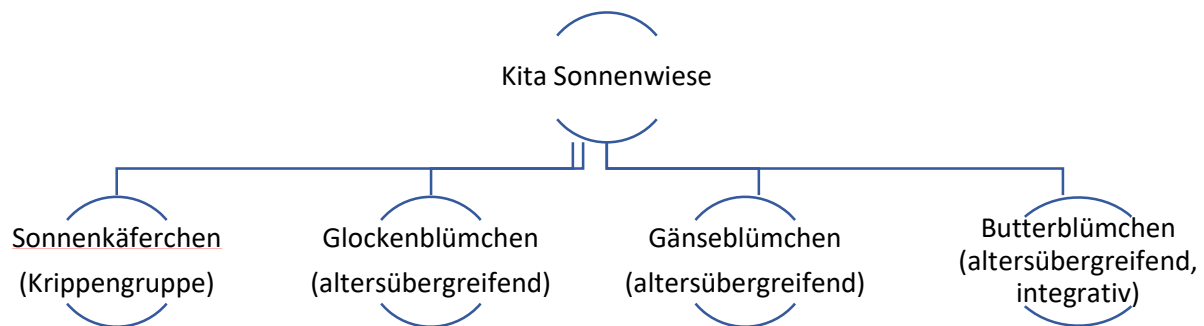 Kita Sonnenwiese
Sonnenkäferchen
(Krippengruppe)
Glockenblümchen
(altersübergreifend)
Gänseblümchen
(altersübergreifend)
Butterblümchen
(altersübergreifend,
integrativ)